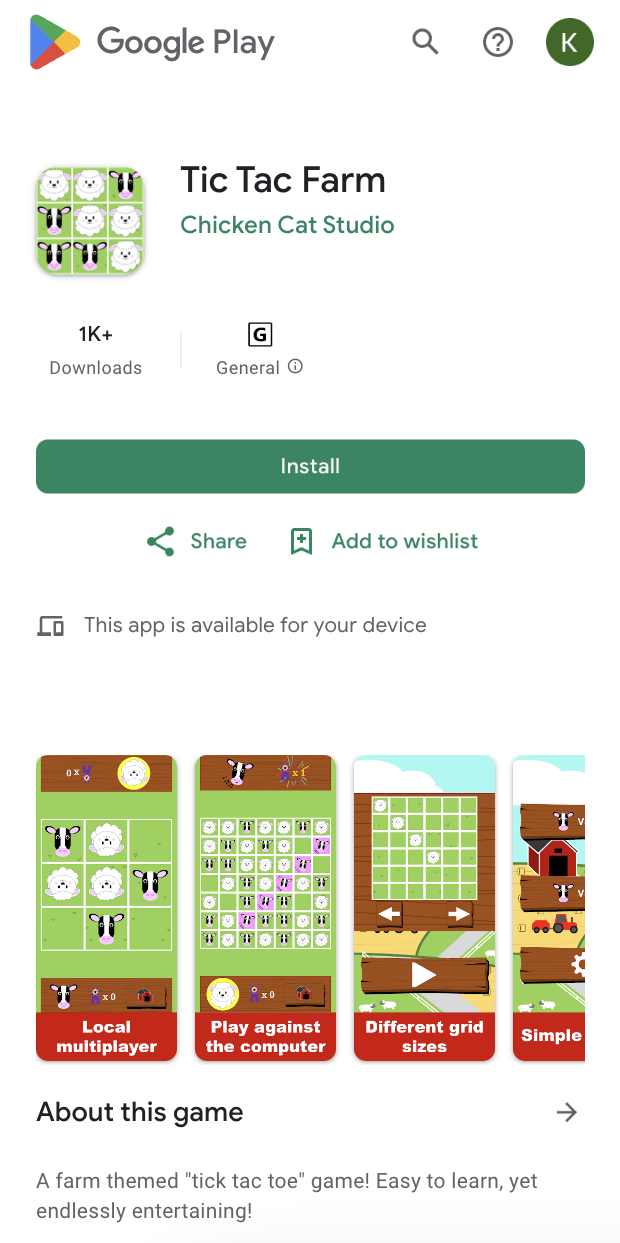 Google Play
K
Tic Tac Farm
Chicken Cat Studio
1K+
Downloads
G
General
Install
Share
Add to wishlist
This app is available for your device
0 x
x 0
Local
multiplayer
x 1
x 0
Play against
the computer
Different grid
sizes
V
V
Simple
About this game
A farm themed "tick tac toe" game! Easy to learn, yet
endlessly entertaining!